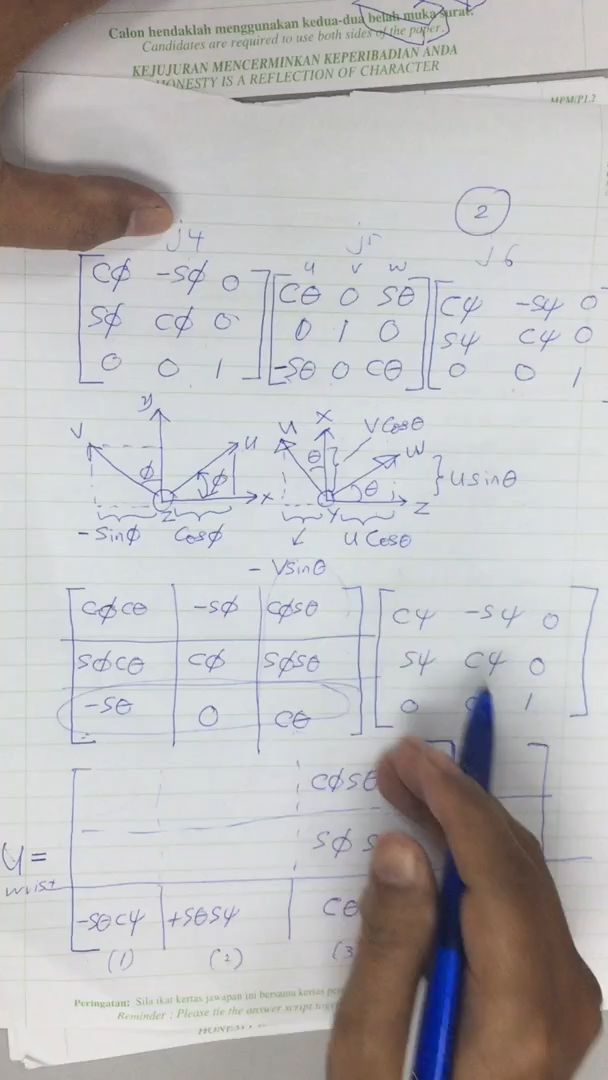 Calon hendaklah menggunakan kedua-dua belah muka surat.
Candidates are required to use both sides of the paper.
KEJUJURAN MENCERMINKAN KEPERIBADIAN ANDA
HONESTY IS A REFLECTION OF CHARACTER
MPM/P1.2
2
j4 j5 j6
u v w
cφ -sφ 0 cθ 0 sθ cψ -sψ 0
sφ cφ 0 0 1 0 sψ cψ 0
0 0 1 -sθ 0 cθ 0 0 1
y x v cosθ
v φ u φ x u θ w θ u sinθ
z y z
-sinφ cosφ u cosθ
- v sinθ
cφcθ -sφ cφsθ cψ -sψ 0
sφcθ cφ sφsθ sψ cψ 0
-sθ 0 cθ 0 1
cφsθ
sφs
=
wrist
-sθcψ +sθsψ cθ
(1) (2) (3
Peringatan: Sila ikat kertas jawapan ini bersama kertas
Reminder : Please tie the answer script